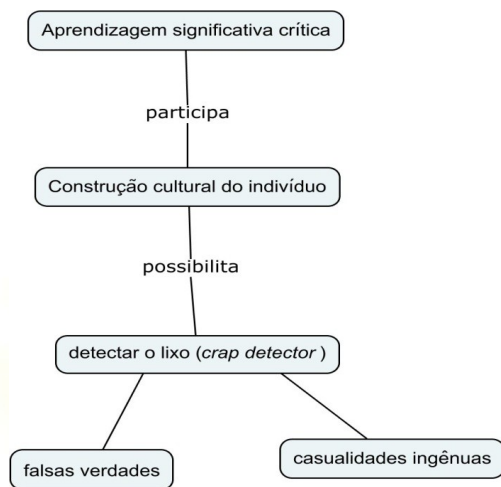 Aprendizagem significativa crítica
participa
Construção cultural do indivíduo
possibilita
detectar o lixo (crap detector )
falsas verdades
casualidades ingênuas